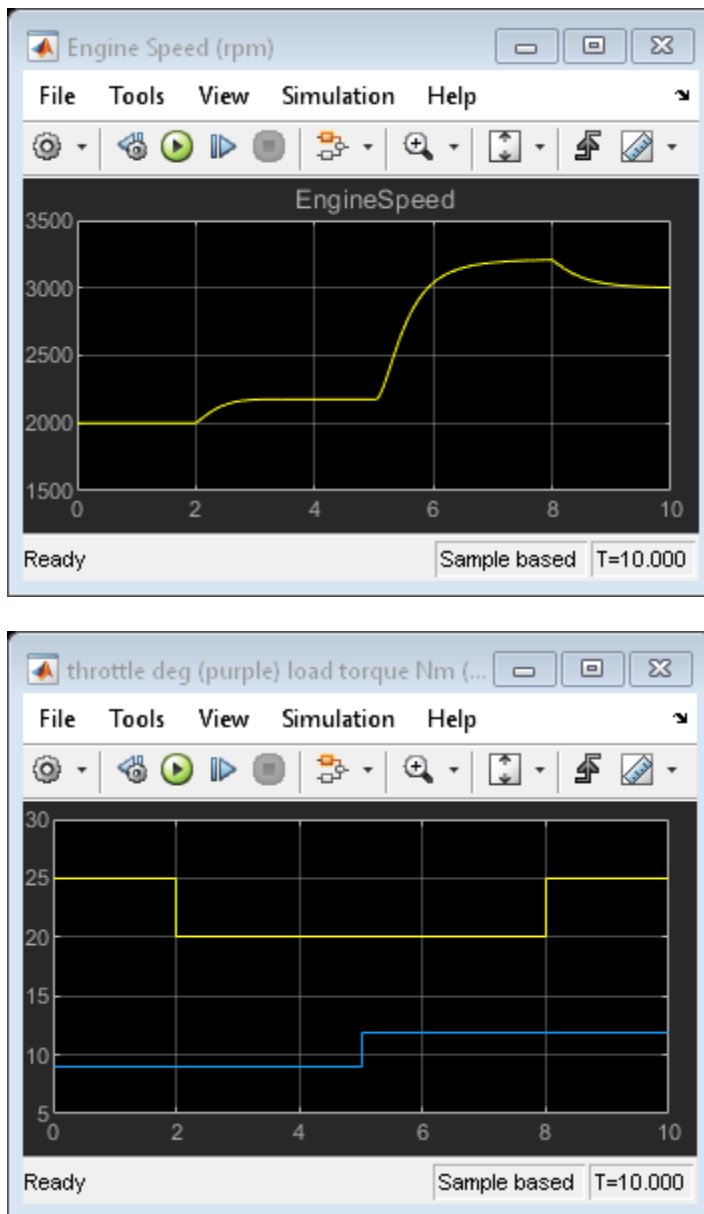 Engine Speed (rpm)
File Tools View Simulation Help
EngineSpeed
3500
3000
2500
2000
1500
0 2 4 6 8 10
Ready Sample based T=10.000
throttle deg (purple) load torque Nm (...
File Tools View Simulation Help
30
25
20
15
10
5
0 2 4 6 8 10
Ready Sample based T=10.000